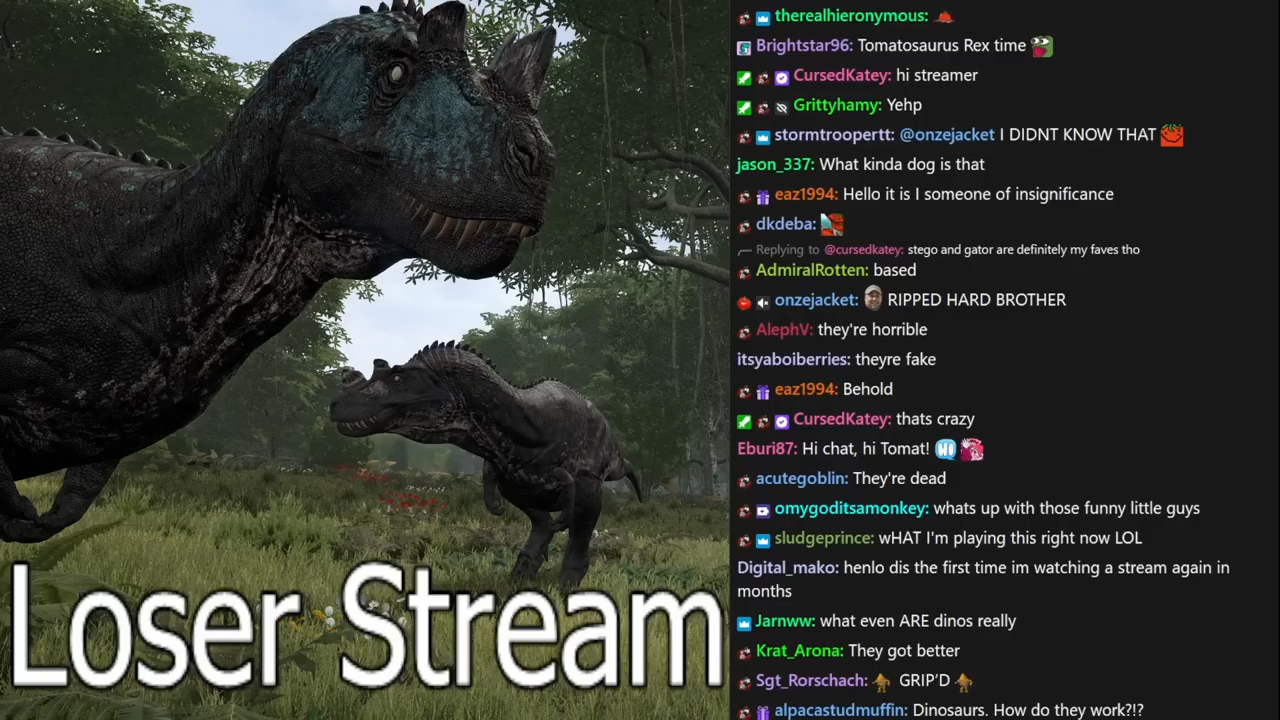 Loser Stream
therealhieronymous:
Brightstar96: Tomatosaurus Rex time
CursedKatey: hi streamer
Grittyhamy: Yehp
stormtroopertt: @onzejacket I DIDNT KNOW THAT
jason_337: What kinda dog is that
eaz1994: Hello it is I someone of insignificance
dkdeba:
Replying to @cursedkatey: stego and gator are definitely my faves tho
AdmiralRotten: based
onzejacket: RIPPED HARD BROTHER
AlephV: they're horrible
itsyaboiberries: theyre fake
eaz1994: Behold
CursedKatey: thats crazy
Eburi87: Hi chat, hi Tomat! HI
acutegoblin: They're dead
omygoditsamonkey: whats up with those funny little guys
sludgeprince: wHAT I'm playing this right now LOL
Digital_mako: henlo dis the first time im watching a stream again in
months
Jarnww: what even ARE dinos really
Krat_Arona: They got better
Sgt_Rorschach: GRIP'D
alpacastudmuffin: Dinosaurs. How do they work?!?